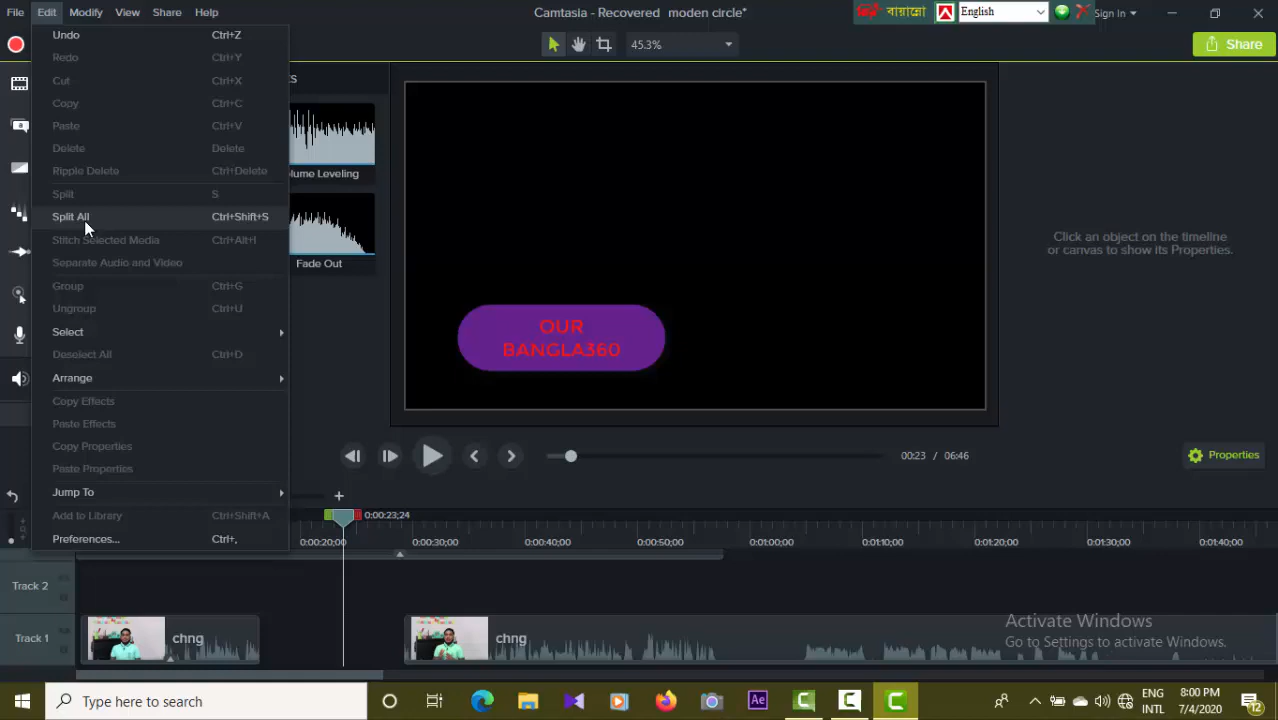 File Edit Modify View Share Help
Camtasia - Recovered moden circle*
বায়ান্নো
English
Sign In
45.3%
Share
Undo Ctrl+Z
Redo Ctrl+Y
Cut Ctrl+X
Copy Ctrl+C
Paste Ctrl+V
Delete Delete
Ripple Delete Ctrl+Delete
Split S
Split All Ctrl+Shift+S
Stitch Selected Media Ctrl+Alt+I
Separate Audio and Video
Group Ctrl+G
Ungroup Ctrl+U
Select
Deselect All Ctrl+D
Arrange
Copy Effects
Paste Effects
Copy Properties
Paste Properties
Jump To
Add to Library Ctrl+Shift+A
Preferences... Ctrl+,
S
lume Leveling
Fade Out
OUR
BANGLA360
Click an object on the timeline
or canvas to show its Properties.
00:23 / 06:46
Properties
0:00:23;24
0:00:20;00 0:00:30;00 0:00:40;00 0:00:50;00 0:01:00;00 0:01:10;00 0:01:20;00 0:01:30;00 0:01:40;00
Track 2
Track 1
chng
chng
Activate Windows
Go to Settings to activate Windows.
Type here to search
Ae
ENG
INTL
8:00 PM
7/4/2020
12